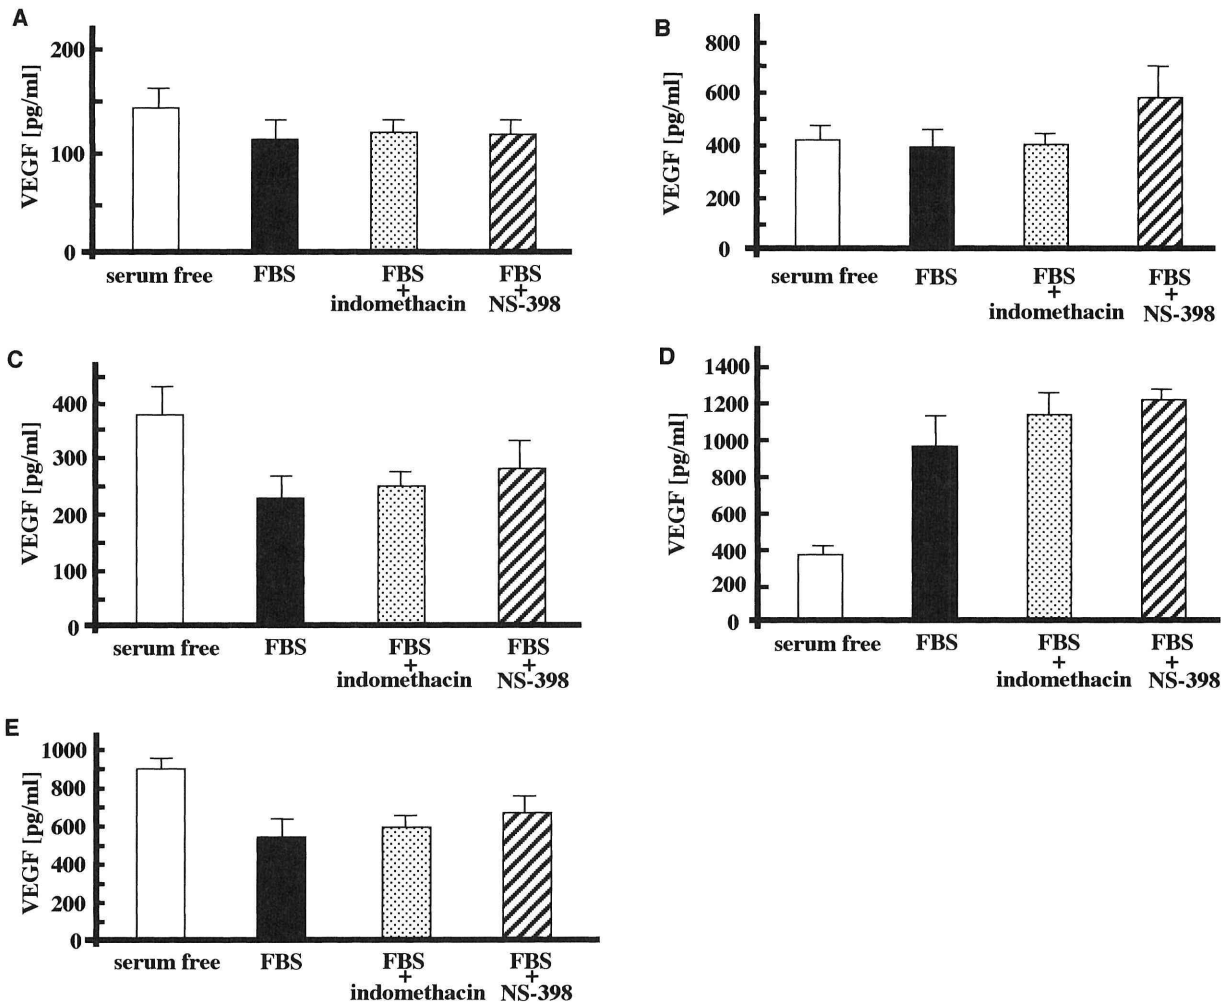 A
VEGF [pg/ml]
200
100
0
serum free
FBS
FBS
+
indomethacin
FBS
+
NS-398
B
VEGF [pg/ml]
800
600
400
200
0
serum free
FBS
FBS
+
indomethacin
FBS
+
NS-398
C
VEGF [pg/ml]
400
300
200
100
0
serum free
FBS
FBS
+
indomethacin
FBS
+
NS-398
D
VEGF [pg/ml]
1400
1200
1000
800
600
400
200
0
serum free
FBS
FBS
+
indomethacin
FBS
+
NS-398
E
VEGF [pg/ml]
1000
800
600
400
200
0
serum free
FBS
FBS
+
indomethacin
FBS
+
NS-398